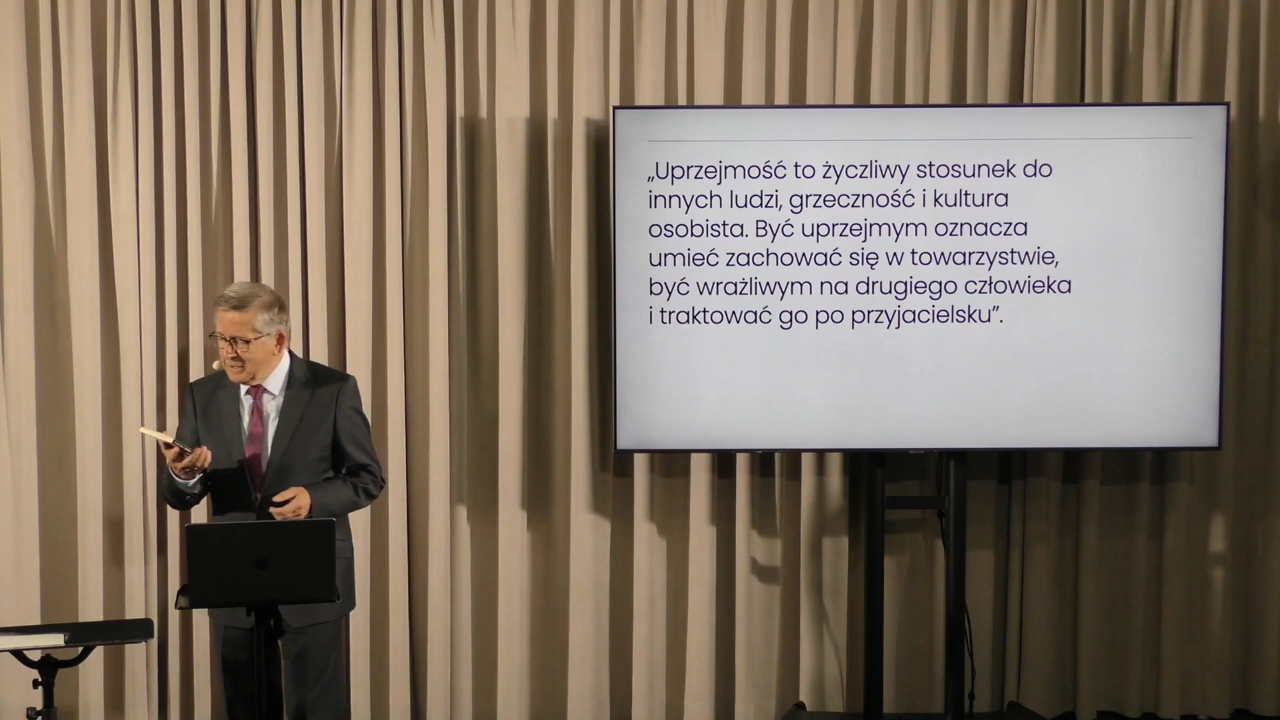 „Uprzejmość to życzliwy stosunek do
innych ludzi, grzeczność i kultura
osobista. Być uprzejmym oznacza
umieć zachować się w towarzystwie,
być wrażliwym na drugiego człowieka
i traktować go po przyjacielsku”.